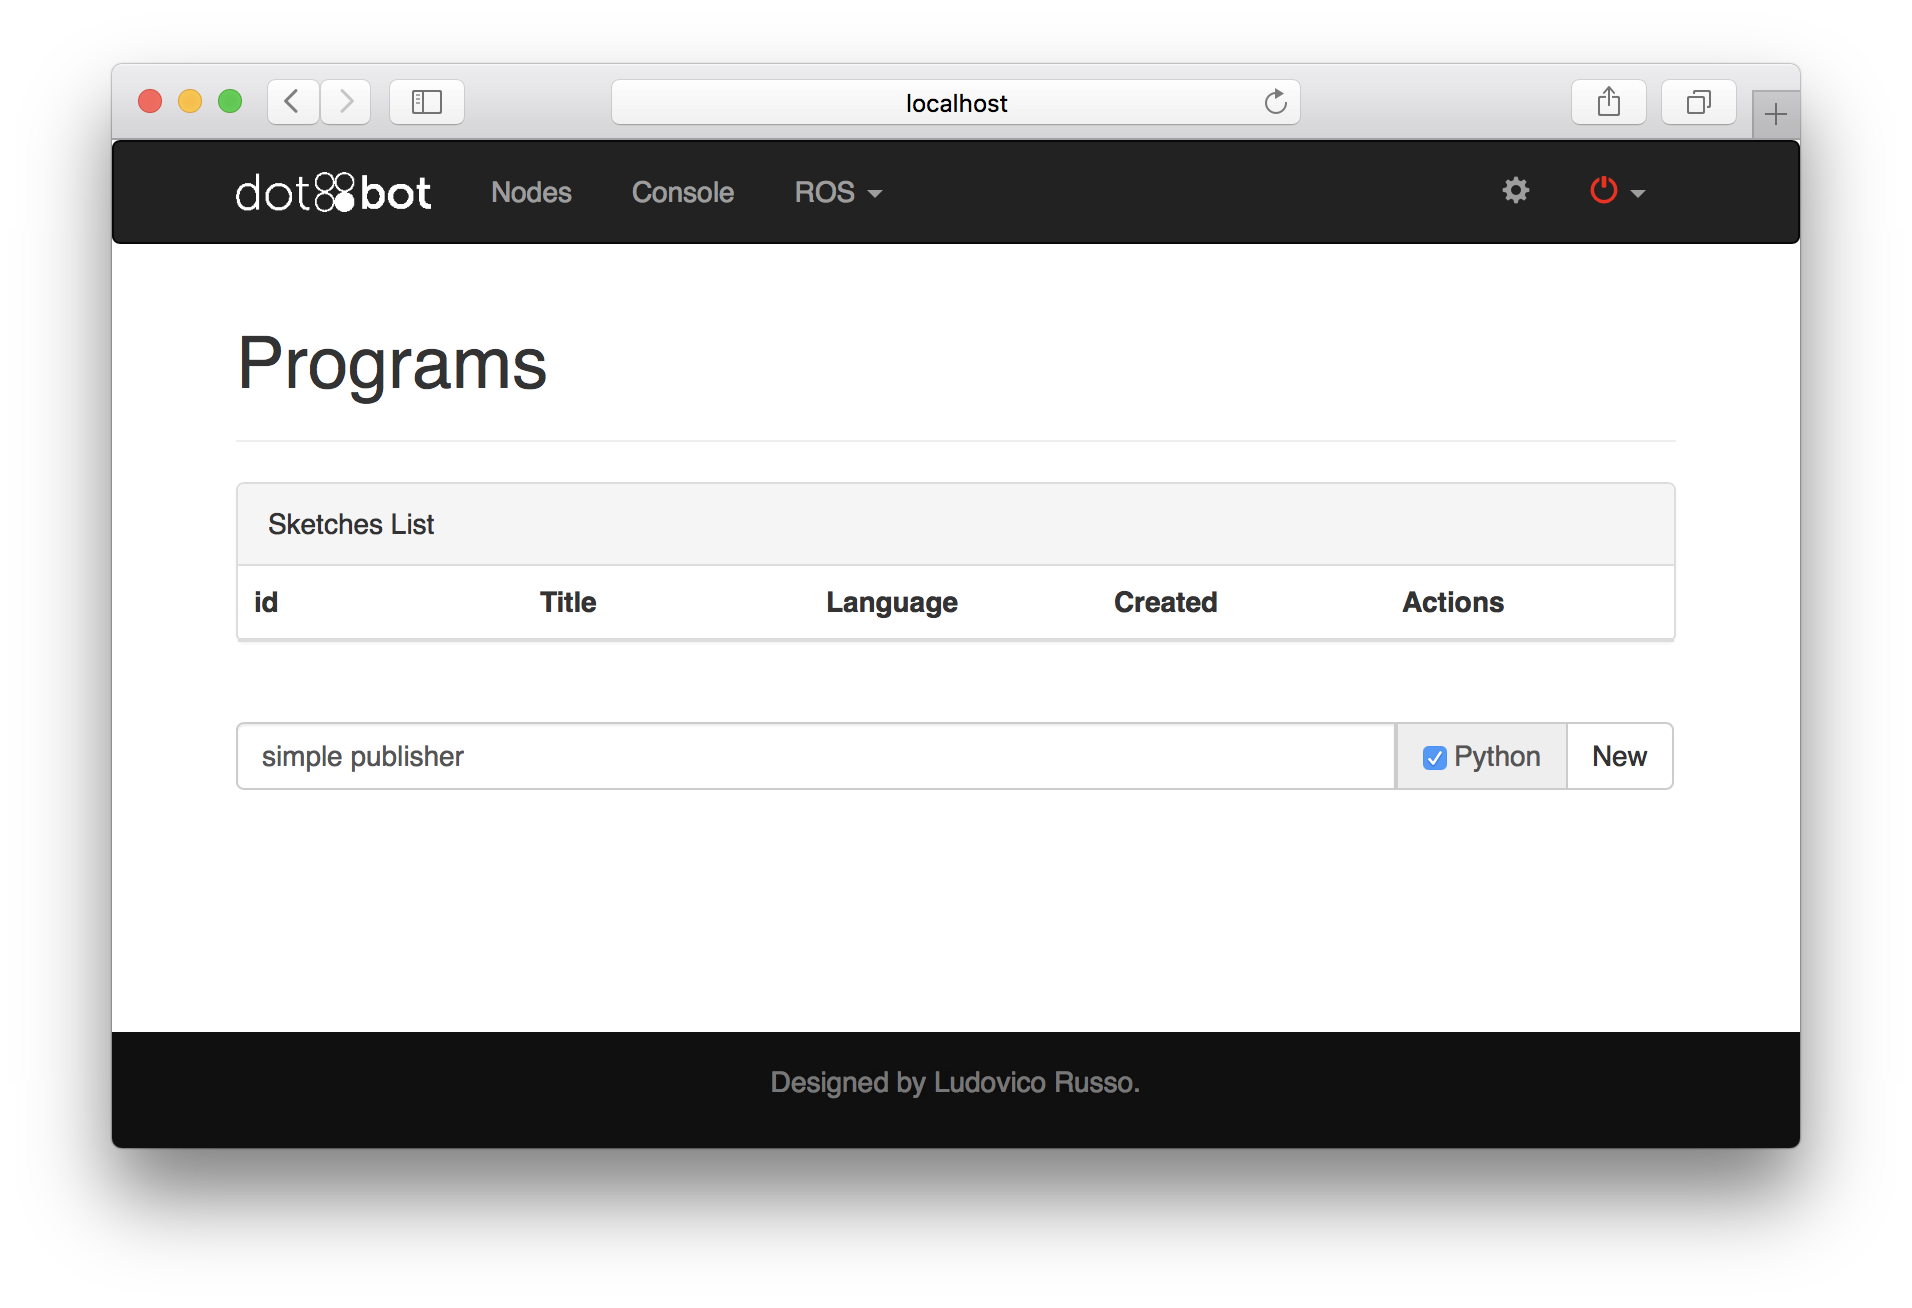 localhost
dotbot Nodes Console ROS
Programs
Sketches List
id Title Language Created Actions
simple publisher Python New
Designed by Ludovico Russo.